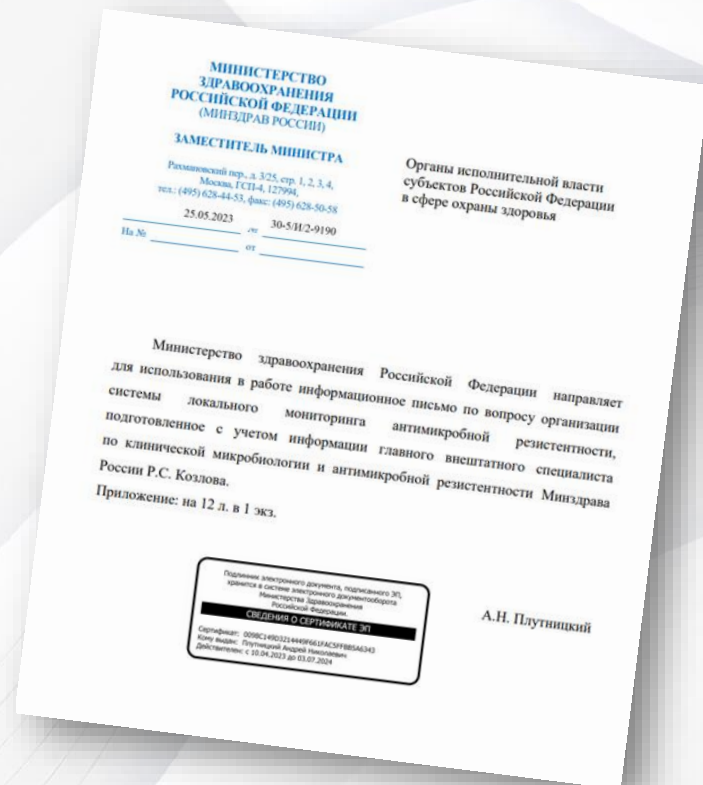 МИНИСТЕРСТВО
ЗДРАВООХРАНЕНИЯ
РОССИЙСКОЙ ФЕДЕРАЦИИ
(МИНЗДРАВ РОССИИ)
ЗАМЕСТИТЕЛЬ МИНИСТРА
Рахмановский пер., д. 3/25, стр. 1, 2, 3, 4,
Москва, ГСП-4, 127994,
тел.: (495) 628-44-53, факс: (495) 628-50-58
25.05.2023 № 30-5/И/2-9190
На № от
Органы исполнительной власти
субъектов Российской Федерации
в сфере охраны здоровья
Министерство здравоохранения Российской Федерации направляет
для использования в работе информационное письмо по вопросу организации
системы локального мониторинга антимикробной резистентности,
подготовленное с учетом информации главного внештатного специалиста
по клинической микробиологии и антимикробной резистентности Минздрава
России Р.С. Козлова.
Приложение: на 12 л. в 1 экз.
Подлинник электронного документа, подписанного ЭП,
хранится в системе электронного документооборота
Министерства Здравоохранения
Российской Федерации.
СВЕДЕНИЯ О СЕРТИФИКАТЕ ЭП
Сертификат:
Кому выдан: Плутницкий Андрей Николаевич
Действителен: с 10.04.2023 до 03.07.2024
А.Н. Плутницкий